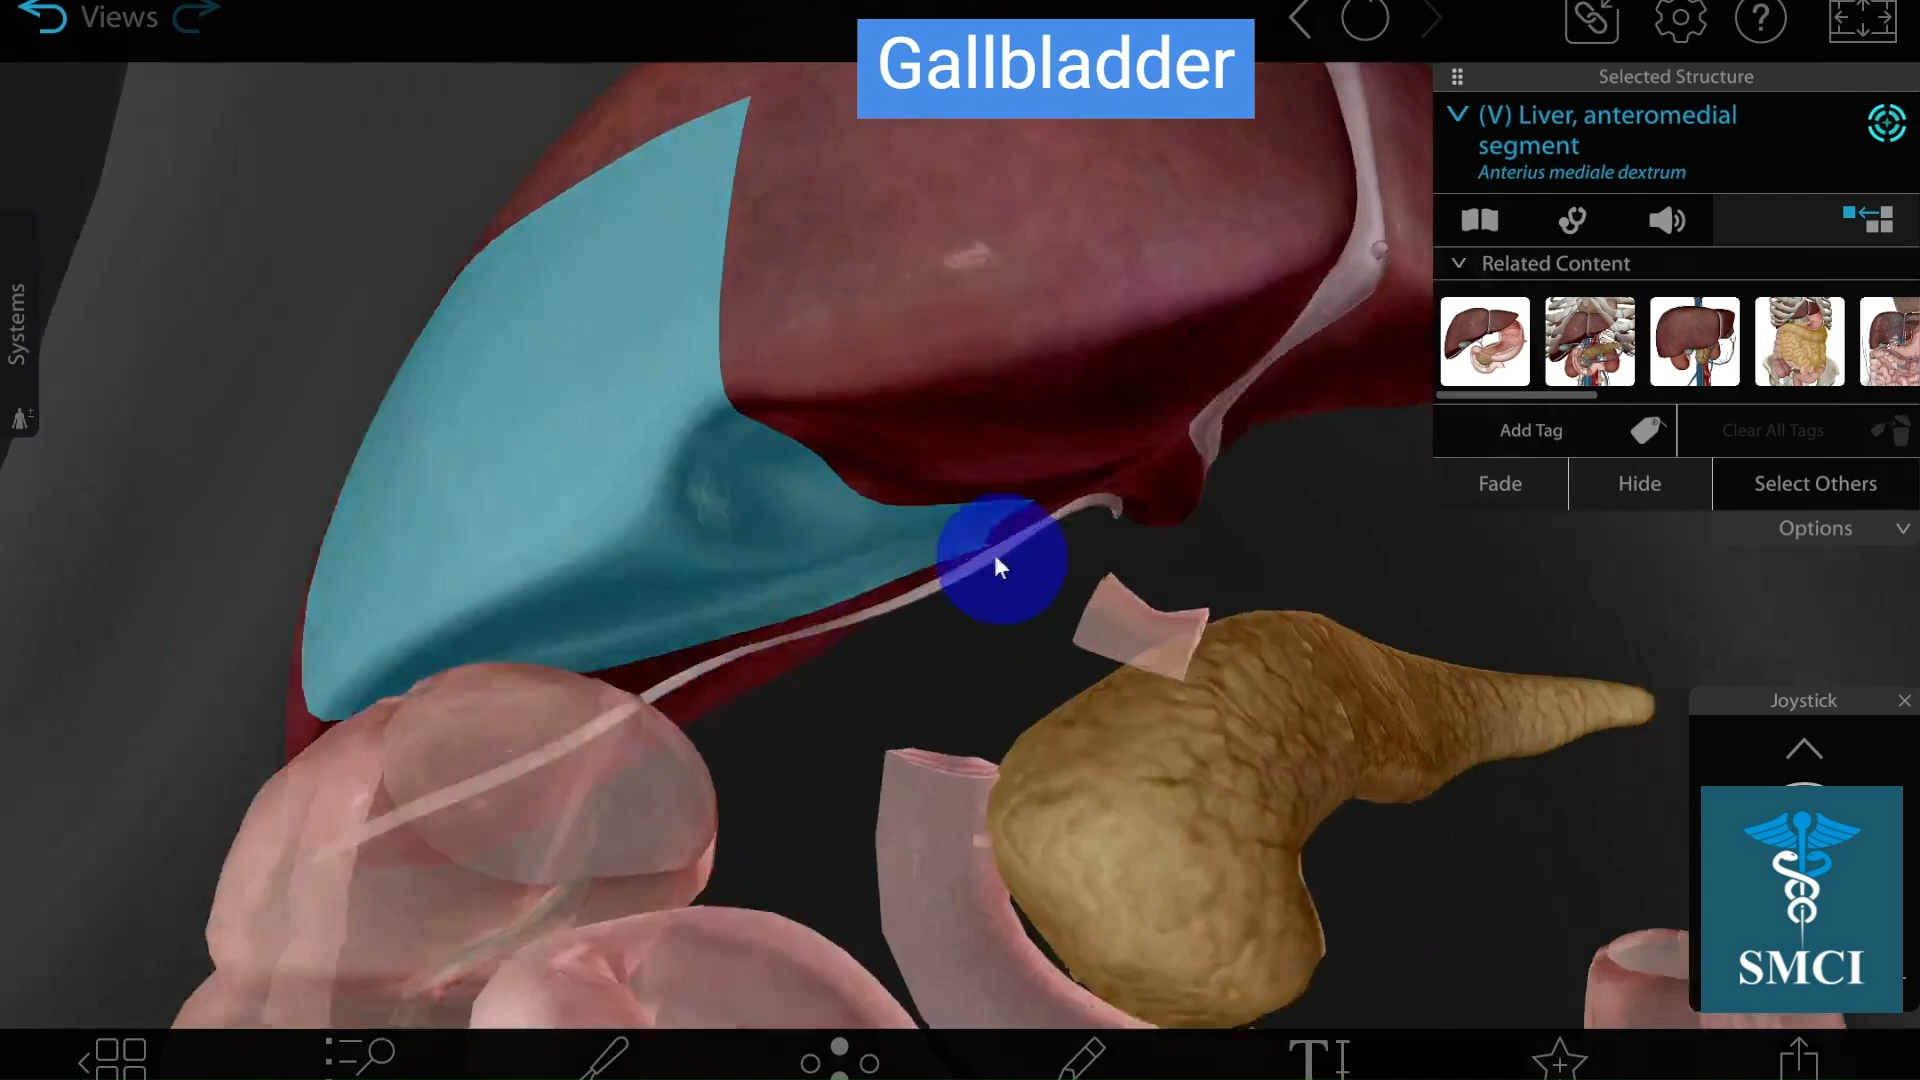 Views
Gallbladder
Selected Structure
(V) Liver, anteromedial
segment
Anterius mediale dextrum
Systems
Related Content
Add Tag
Clear All Tags
Fade
Hide
Select Others
Options
Joystick
SMCI